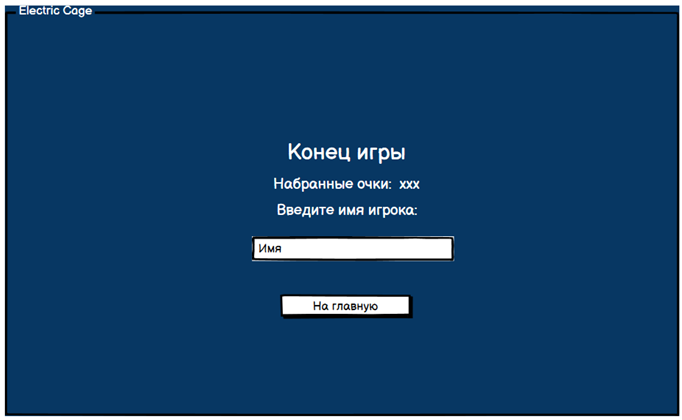 Electric Cage
Конец игры
Набранные очки: xxx
Введите имя игрока:
Имя
На главную